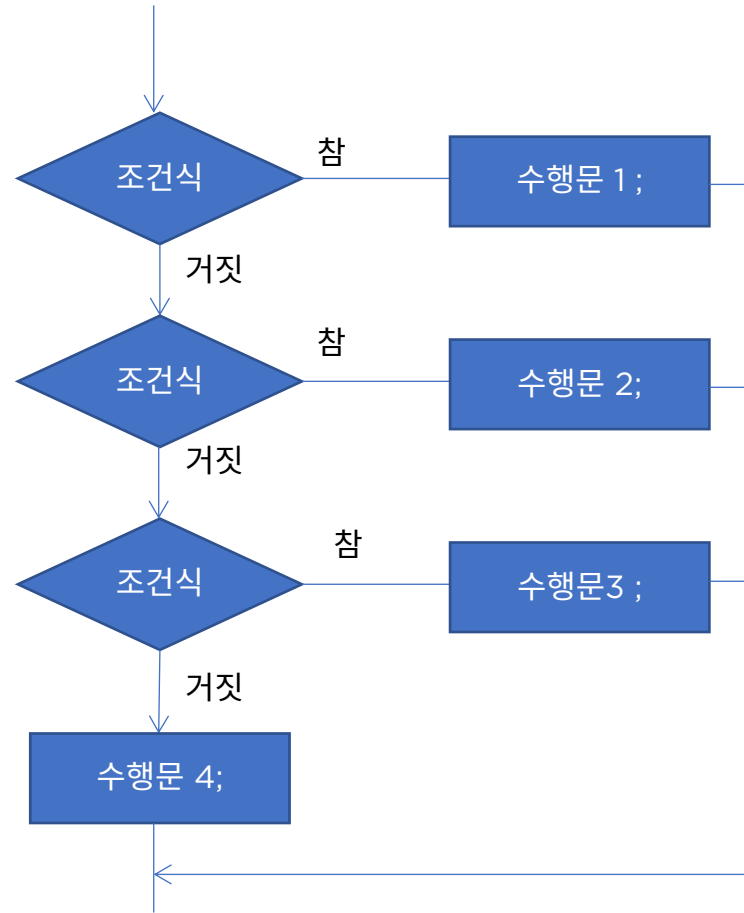 조건식
참
수행문 1 ;
거짓
조건식
참
수행문 2;
거짓
조건식
참
수행문3 ;
거짓
수행문 4;